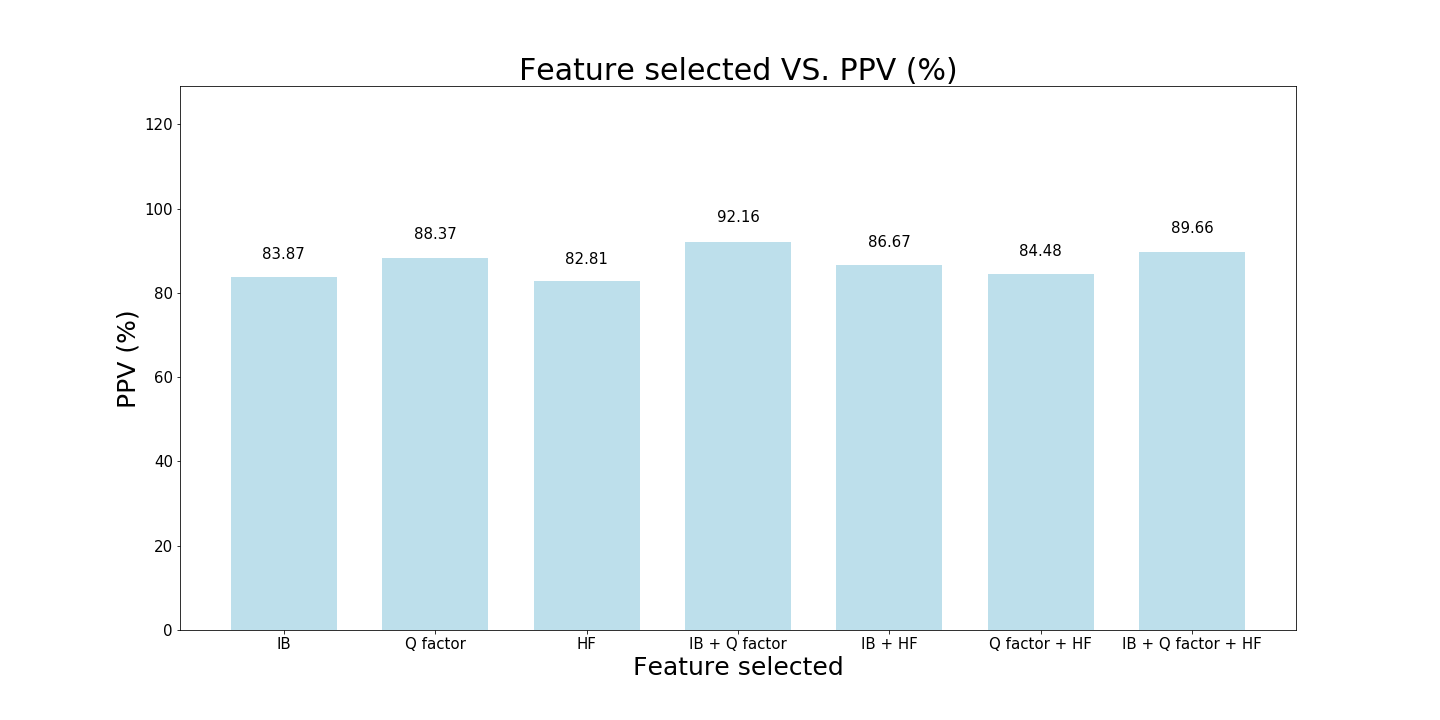 Feature selected VS. PPV (%)
120
100
80
60
40
20
0
PPV (%)
83.87
88.37
82.81
92.16
86.67
84.48
89.66
IB
Q factor
HF
IB + Q factor
IB + HF
Q factor + HF
IB + Q factor + HF
Feature selected